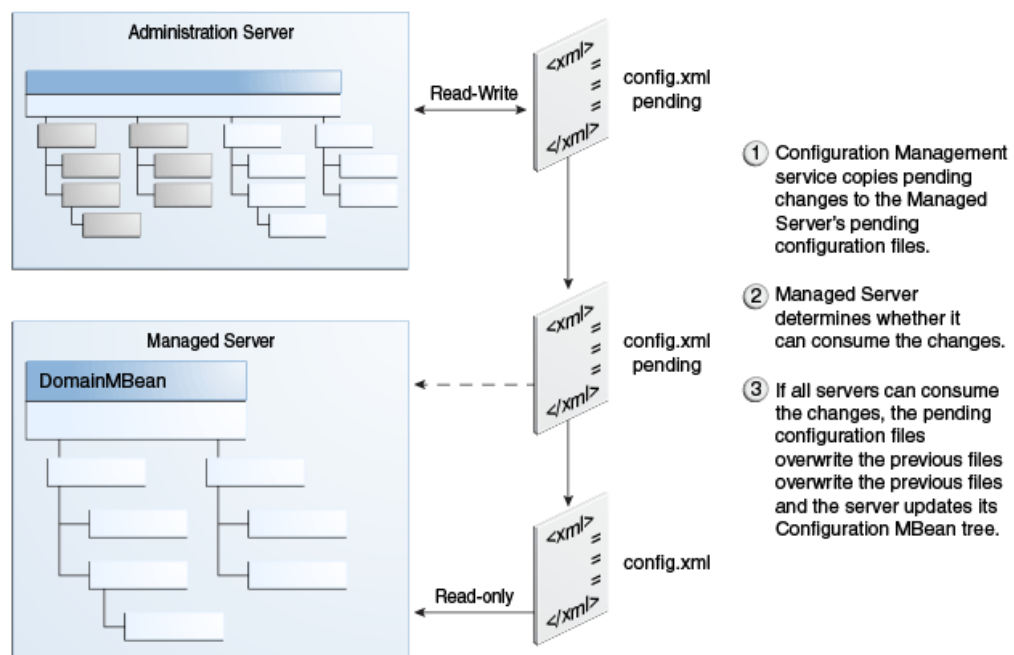 Administration Server
Read-Write
<xml>
=
=
=
=
</xml>
config.xml
pending
Managed Server
DomainMBean
<xml>
=
=
=
</xml>
config.xml
pending
Read-only
<xml>
=
=
=
=
</xml>
config.xml
1 Configuration Management
service copies pending
changes to the Managed
Server's pending
configuration files.
2 Managed Server
determines whether it
can consume the changes.
3 If all servers can consume
the changes, the pending
configuration files
overwrite the previous files
overwrite the previous files
and the server updates its
Configuration MBean tree.